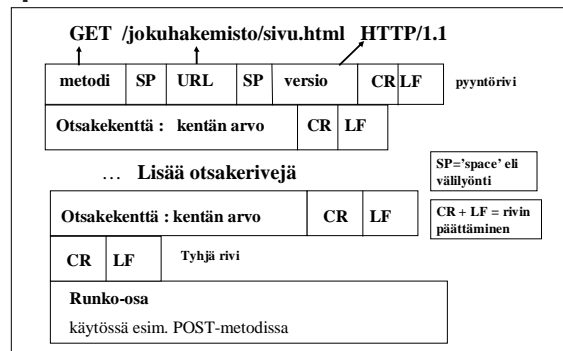 GET /jokuhakemisto/sivu.html HTTP/1.1
metodi SP URL SP versio CR LF pyyntörivi
Otsakekenttä : kentän arvo CR LF
… Lisää otsakerivejä
SP='space' eli
välilyönti
Otsakekenttä : kentän arvo CR LF
CR + LF = rivin
päättäminen
CR LF Tyhjä rivi
Runko-osa
käytössä esim. POST-metodissa